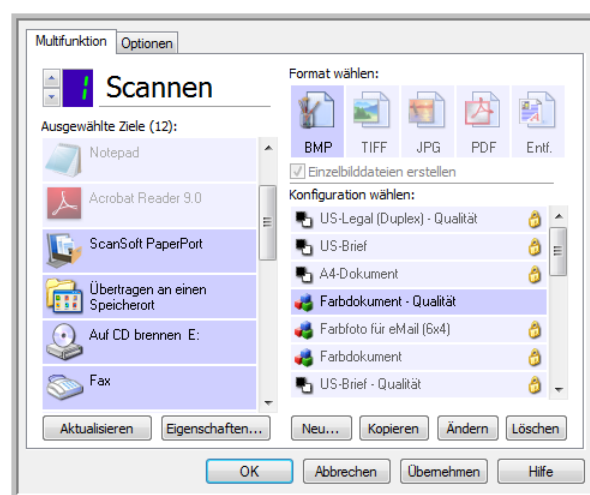 Multifunktion Optionen
1 Scannen
Ausgewählte Ziele (12):
Notepad
Acrobat Reader 9.0
ScanSoft PaperPort
Übertragen an einen
Speicherort
Auf CD brennen E:
Fax
Aktualisieren Eigenschaften...
Format wählen:
BMP TIFF JPG PDF Entf.
Einzelbilddateien erstellen
Konfiguration wählen:
US-Legal (Duplex) - Qualität
US-Brief
A4-Dokument
Farbdokument - Qualität
Farbfoto für eMail (6x4)
Farbdokument
US-Brief - Qualität
Neu... Kopieren Ändern Löschen
OK Abbrechen Übernehmen Hilfe